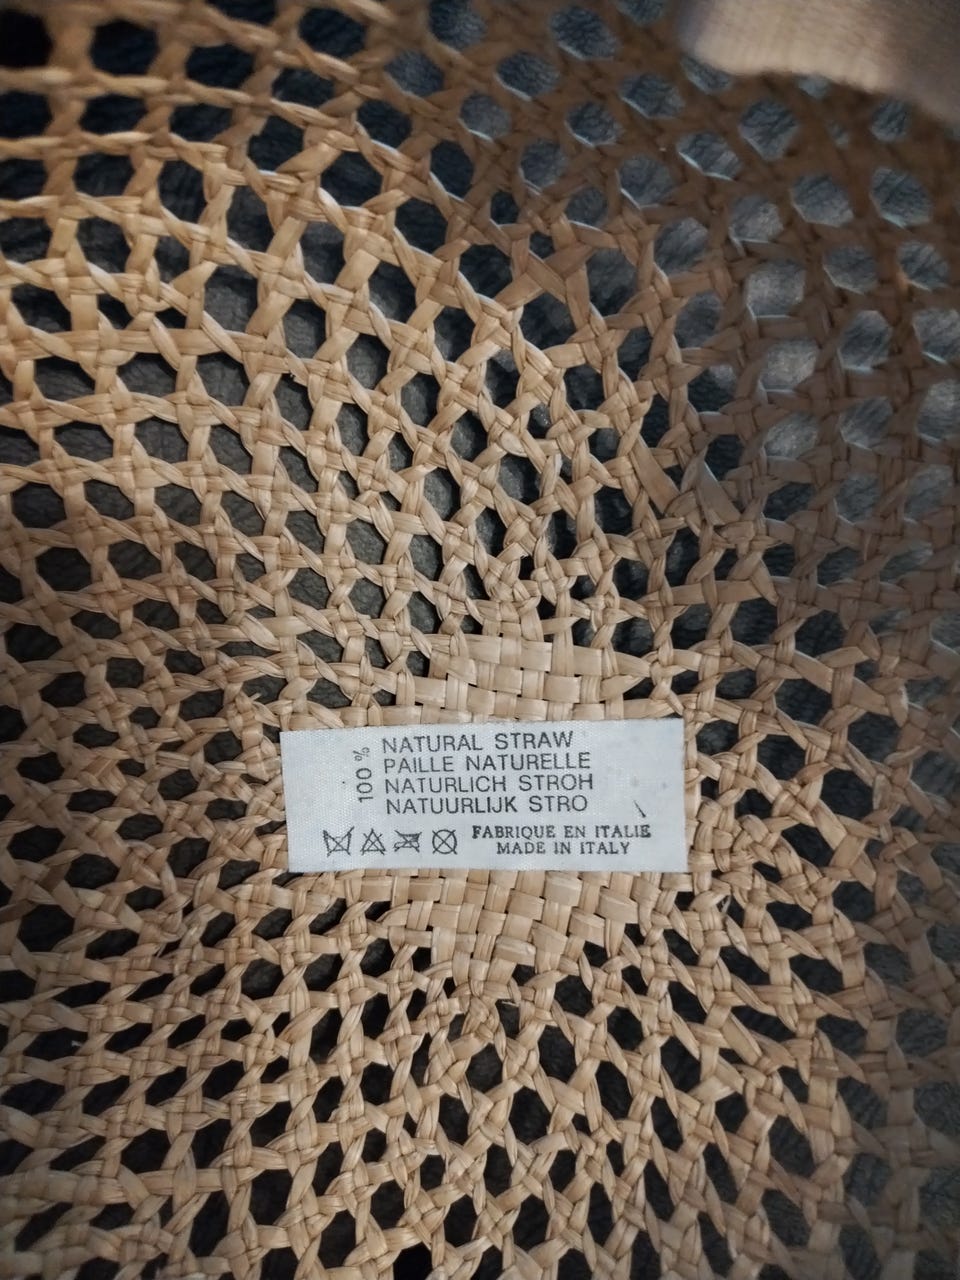 100 %
NATURAL STRAW
PAILLE NATURELLE
NATURLICH STROH
NATUURLIJK STRO
FABRIQUE EN ITALIE
MADE IN ITALY